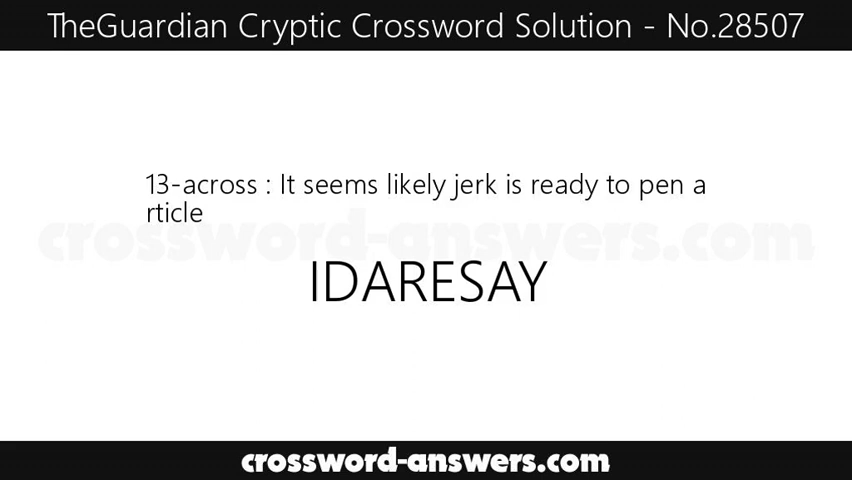 TheGuardian Cryptic Crossword Solution - No.28507
13-across : It seems likely jerk is ready to pen a
rticle
crossword-answers.com
IDARESAY
crossword-answers.com